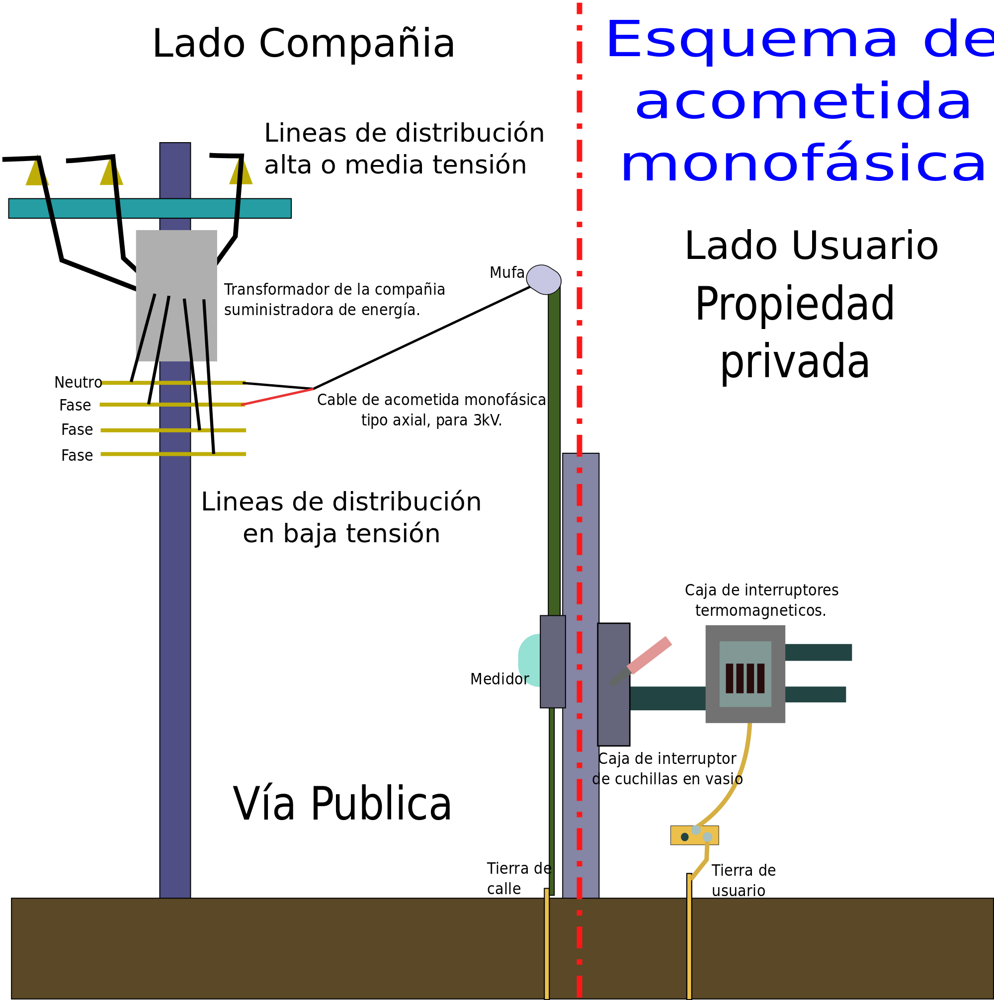 Lado Compañia
Esquema de
acometida
monofásica
Lineas de distribución
alta o media tensión
Lado Usuario
Propiedad
privada
Mufa
Transformador de la compañia
suministradora de energía.
Neutro
Fase
Fase
Fase
Cable de acometida monofásica
tipo axial, para 3kV.
Lineas de distribución
en baja tensión
Caja de interruptores
termomagneticos.
Medidor
Caja de interruptor
de cuchillas en vasio
Vía Publica
Tierra de
calle
Tierra de
usuario